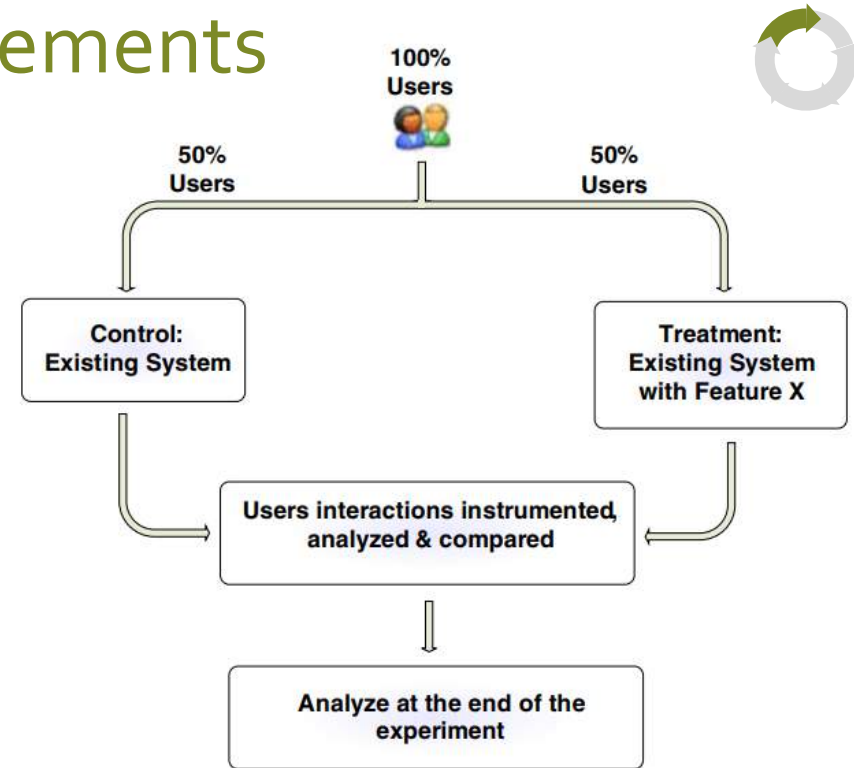 ements
100%
Users
50%
Users
50%
Users
Control:
Existing System
Treatment:
Existing System
with Feature X
Users interactions instrumented,
analyzed & compared
Analyze at the end of the
experiment